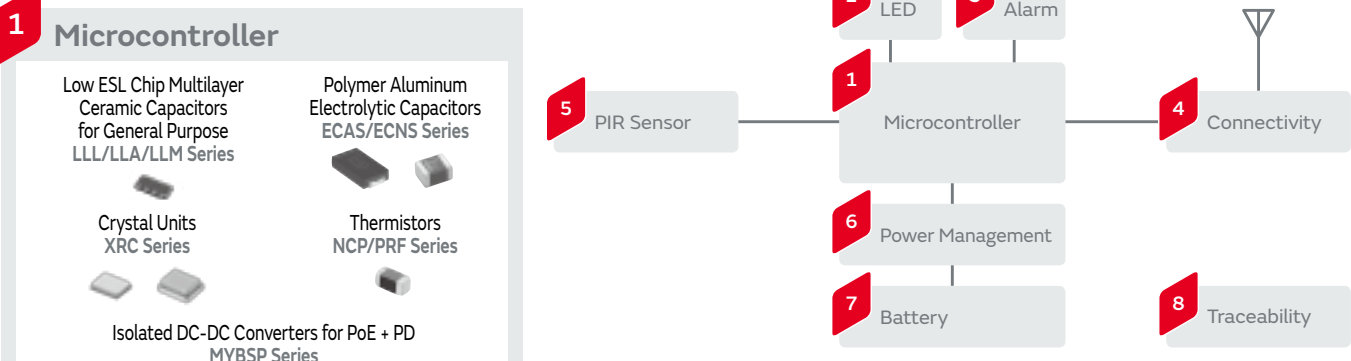 1
Microcontroller
Low ESL Chip Multilayer
Ceramic Capacitors
for General Purpose
LLL/LLA/LLM Series
Polymer Aluminum
Electrolytic Capacitors
ECAS/ECNS Series
Crystal Units
XRC Series
Thermistors
NCP/PRF Series
Isolated DC-DC Converters for PoE + PD
MYBSP Series
LED
Alarm
5
PIR Sensor
1
Microcontroller
4
Connectivity
6
Power Management
7
Battery
8
Traceability